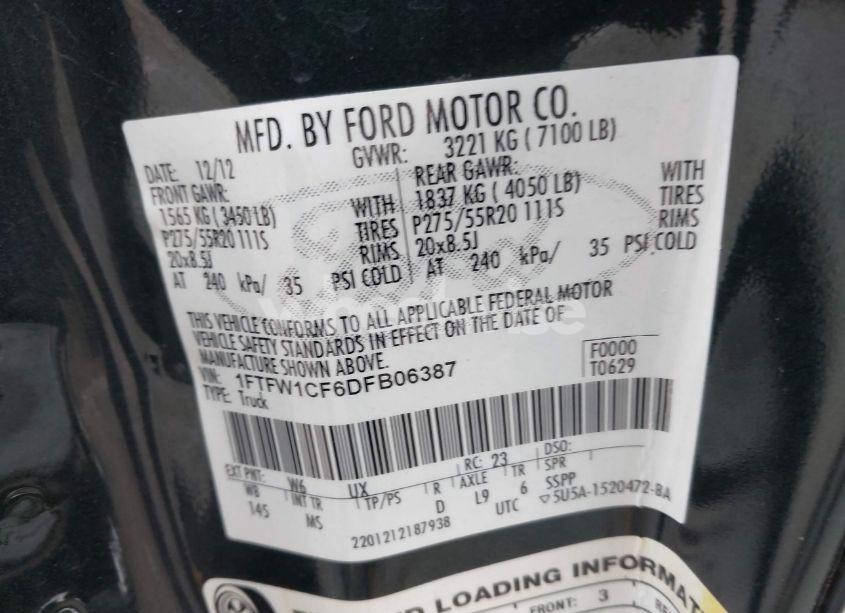 MFD. BY FORD MOTOR CO.
DATE: 12/12 GVWR: 3221 KG ( 7100 LB)
FRONT GAWR: REAR GAWR:
1565 KG ( 3450 LB) WITH 1837 KG ( 4050 LB) WITH
P275/55R20 111S TIRES P275/55R20 111S TIRES
20x8.5J RIMS 20x8.5J RIMS
AT 240 kPa/ 35 PSI COLD AT 240 kPa/ 35 PSI COLD
THIS VEHICLE CONFORMS TO ALL APPLICABLE FEDERAL MOTOR
VEHICLE SAFETY STANDARDS IN EFFECT ON THE DATE OF
MANUFACTURE SHOWN ABOVE.
VIN: 1FTFW1CF6DFB06387 F0000
TYPE: Truck T0629
EXT PNT: W6 UX RC: 23 DSO:
WB INT TR TP/PS R AXLE TR SPR
145 MS D L9 6 SSPP
2201212187938 UTC ▽5U5A-1520472-BA
LOADING INFORMAT
FRONT: 3